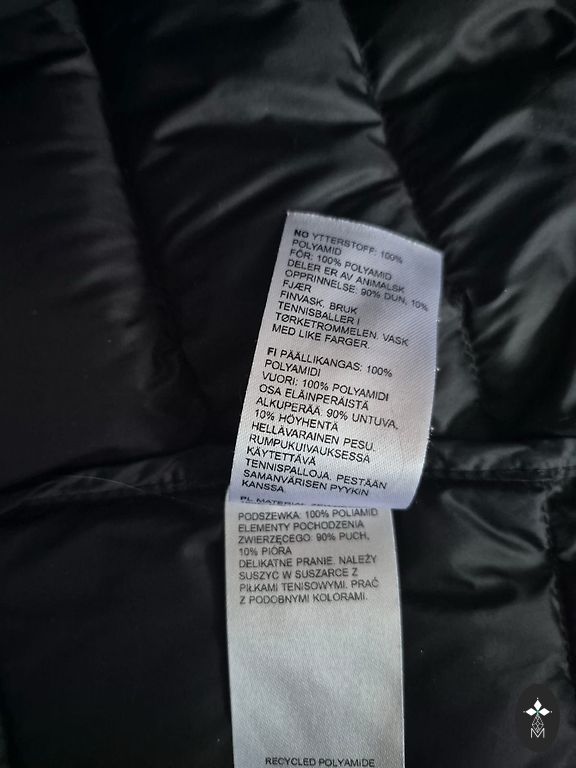 NO YTTERSTOFF: 100%
POLYAMID
FÔR: 100% POLYAMID
DELER ER AV ANIMALSK
OPPRINNELSE: 90% DUN, 10%
FJÆR
FINVASK. BRUK
TENNISBALLER I
TØRKETROMMELEN. VASK
MED LIKE FARGER.
FI PÄÄLLIKANGAS: 100%
POLYAMIDI
VUORI: 100% POLYAMIDI
OSA ELÄINPERÄISTÄ
ALKUPERÄÄ: 90% UNTUVA,
10% HÖYHENTÄ
HELLÄVARAINEN PESU.
RUMPUKUIVAUKSESSA
KÄYTETTÄVÄ
TENNISPALLOJA. PESTÄÄN
SAMANVÄRISEN PYYKIN
KANSSA.
PL
PODSZEWKA: 100% POLIAMID
ELEMENTY POCHODZENIA
ZWIERZĘCEGO: 90% PUCH,
10% PIÓRA
DELIKATNE PRANIE. NALEŻY
SUSZYĆ W SUSZARCE Z
PIŁKAMI TENISOWYMI. PRAĆ
Z PODOBNYMI KOLORAMI.
RECYCLED POLYAMIDE